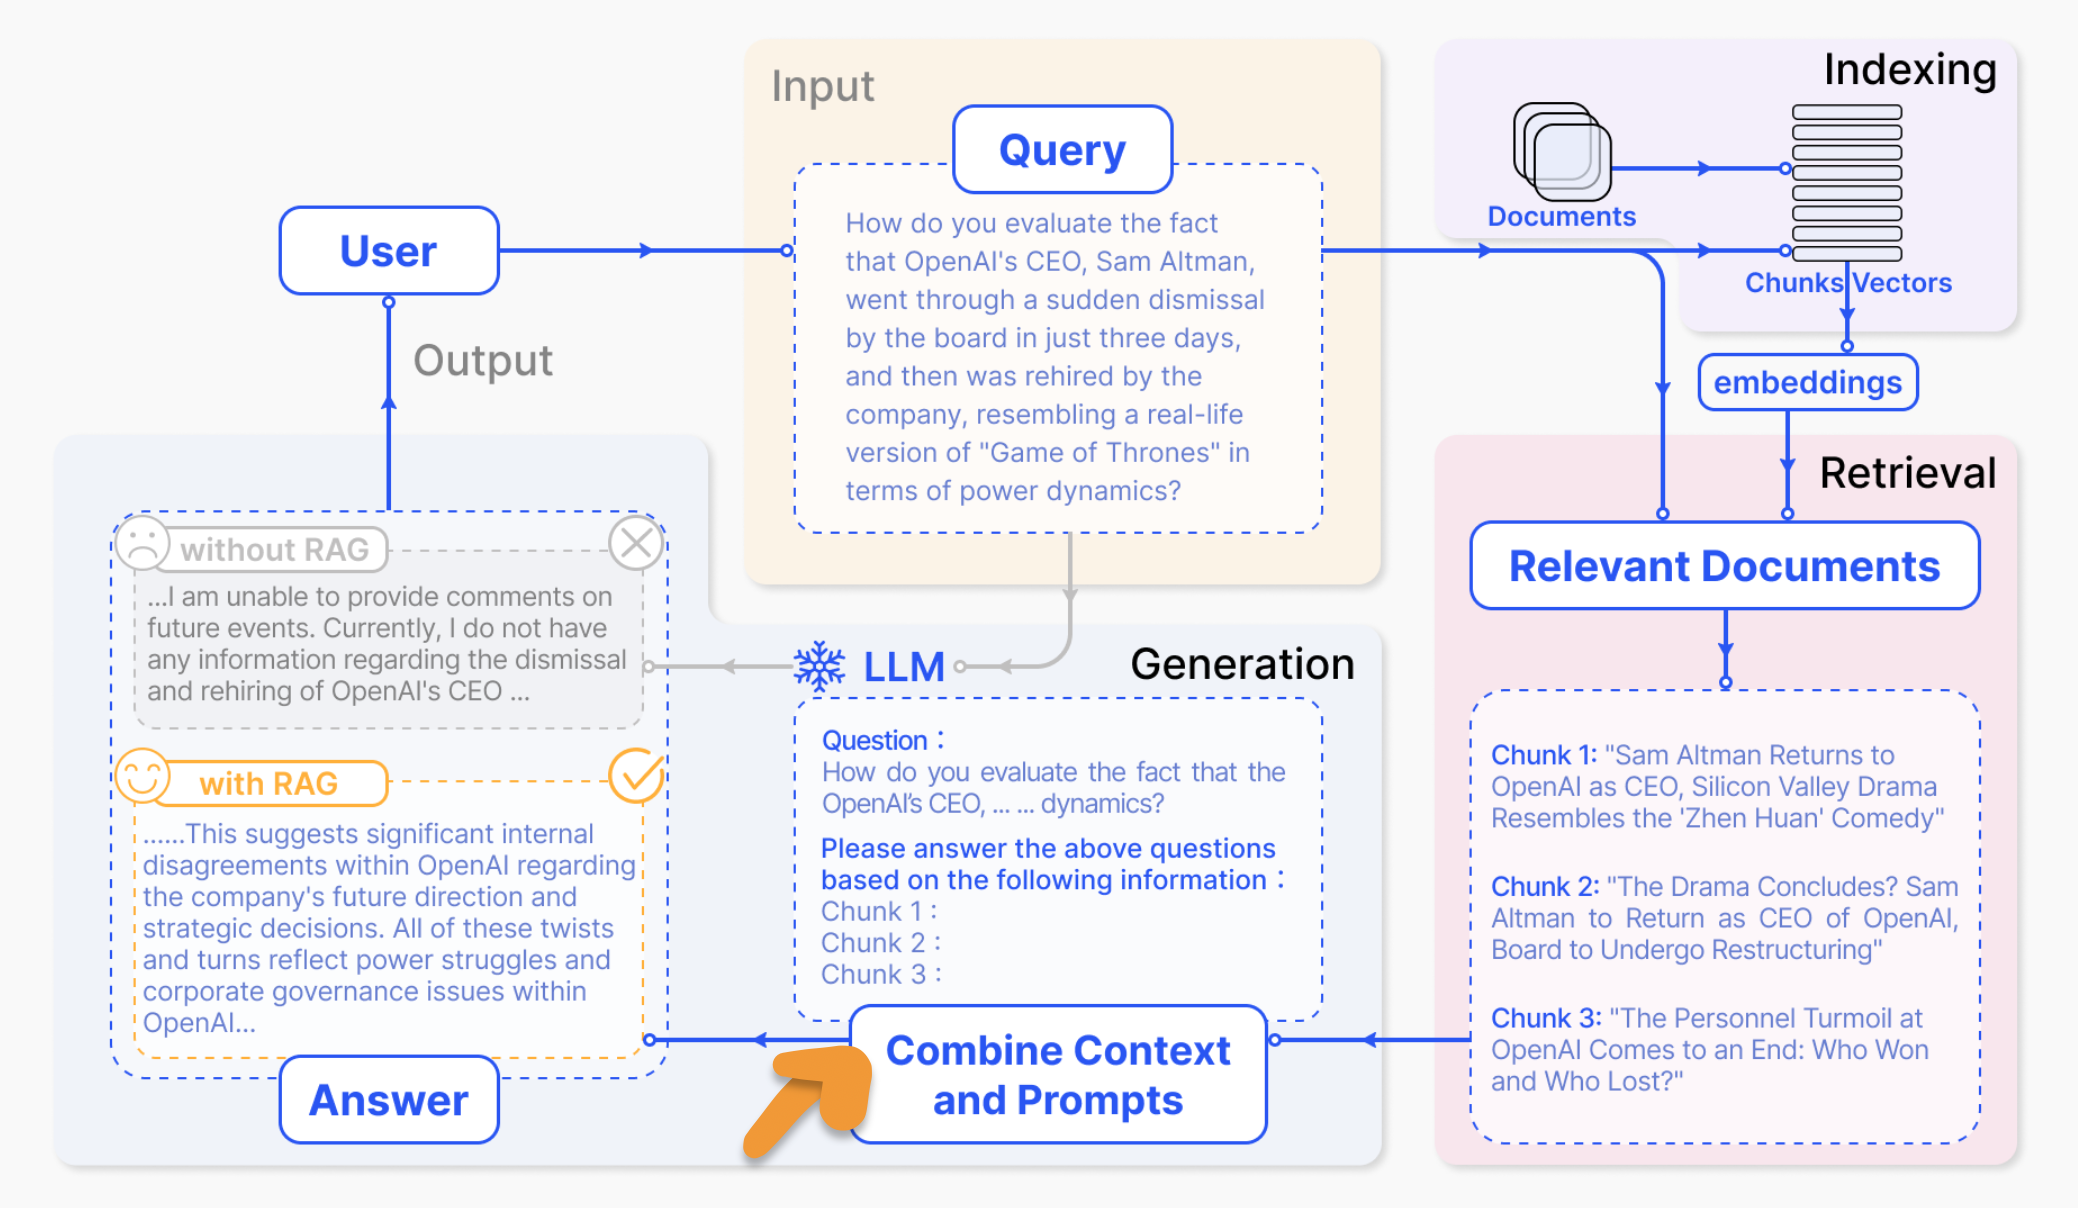 Input
Query
How do you evaluate the fact
that OpenAI's CEO, Sam Altman,
went through a sudden dismissal
by the board in just three days,
and then was rehired by the
company, resembling a real-life
version of "Game of Thrones" in
terms of power dynamics?
Indexing
Documents
Chunks Vectors
embeddings
User
Output
Retrieval
Relevant Documents
Chunk 1: "Sam Altman Returns to
OpenAI as CEO, Silicon Valley Drama
Resembles the 'Zhen Huan' Comedy"
Chunk 2: "The Drama Concludes? Sam
Altman to Return as CEO of OpenAI,
Board to Undergo Restructuring"
Chunk 3: "The Personnel Turmoil at
OpenAI Comes to an End: Who Won
and Who Lost?"
Generation
LLM
Question：
How do you evaluate the fact that the
OpenAI’s CEO, ... ... dynamics?
Please answer the above questions
based on the following information：
Chunk 1：
Chunk 2：
Chunk 3：
Combine Context
and Prompts
without RAG
...I am unable to provide comments on
future events. Currently, I do not have
any information regarding the dismissal
and rehiring of OpenAI's CEO ...
with RAG
......This suggests significant internal
disagreements within OpenAI regarding
the company's future direction and
strategic decisions. All of these twists
and turns reflect power struggles and
corporate governance issues within
OpenAI...
Answer